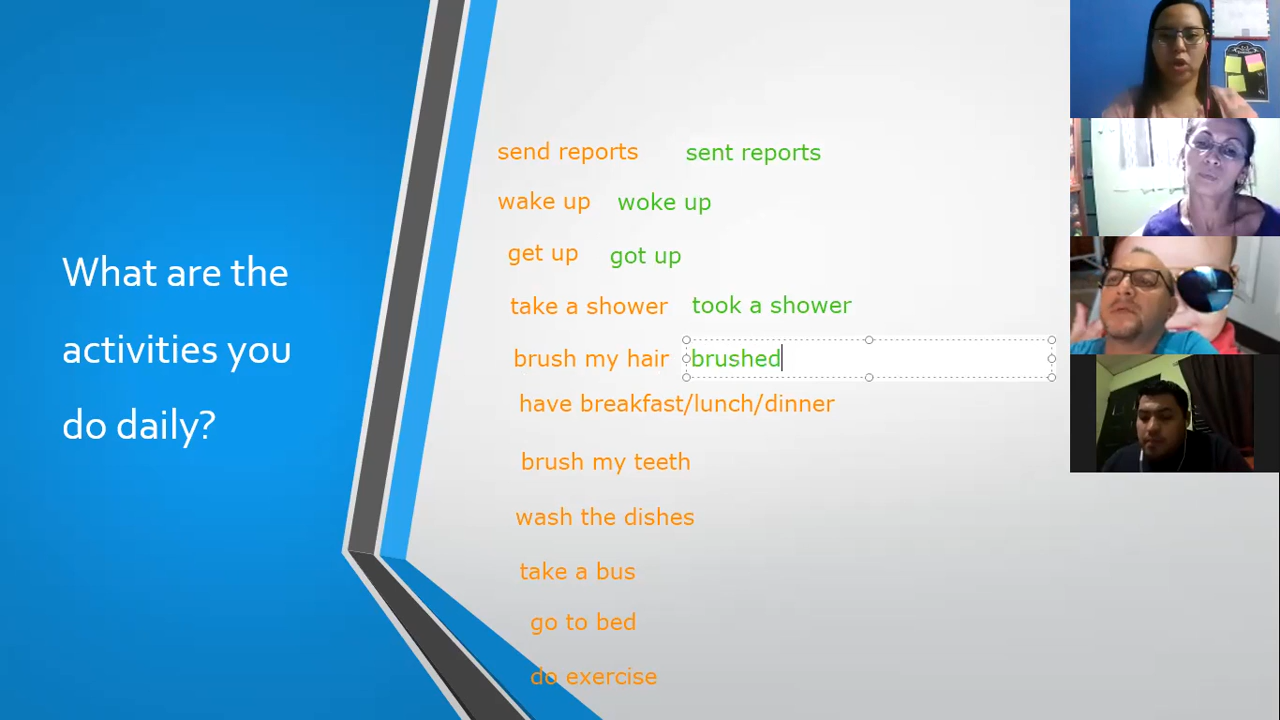 What are the
activities you
do daily?
send reports sent reports
wake up woke up
get up got up
take a shower took a shower
brush my hair brushed
have breakfast/lunch/dinner
brush my teeth
wash the dishes
take a bus
go to bed
do exercise